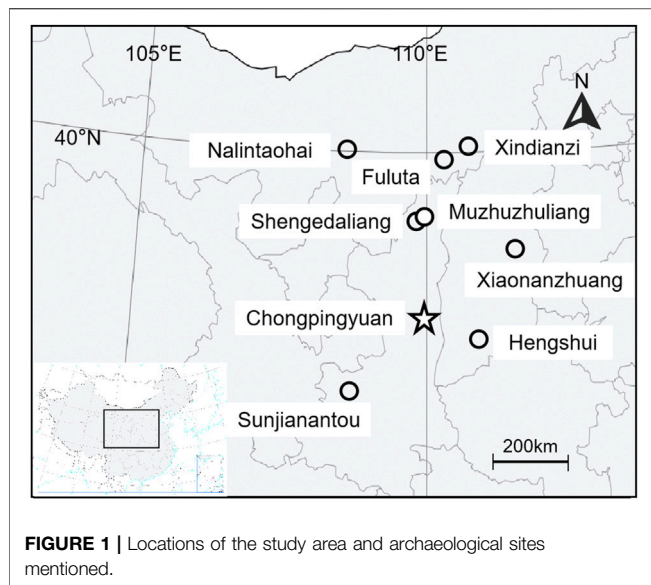 105°E
110°E
N
40°N
Nalintaohai
Xindianzi
Fuluta
Shengedaliang
Muzhuzhuliang
Xiaonanzhuang
Chongpingyuan
Hengshui
Sunjianantou
200km
FIGURE 1 | Locations of the study area and archaeological sites
mentioned.